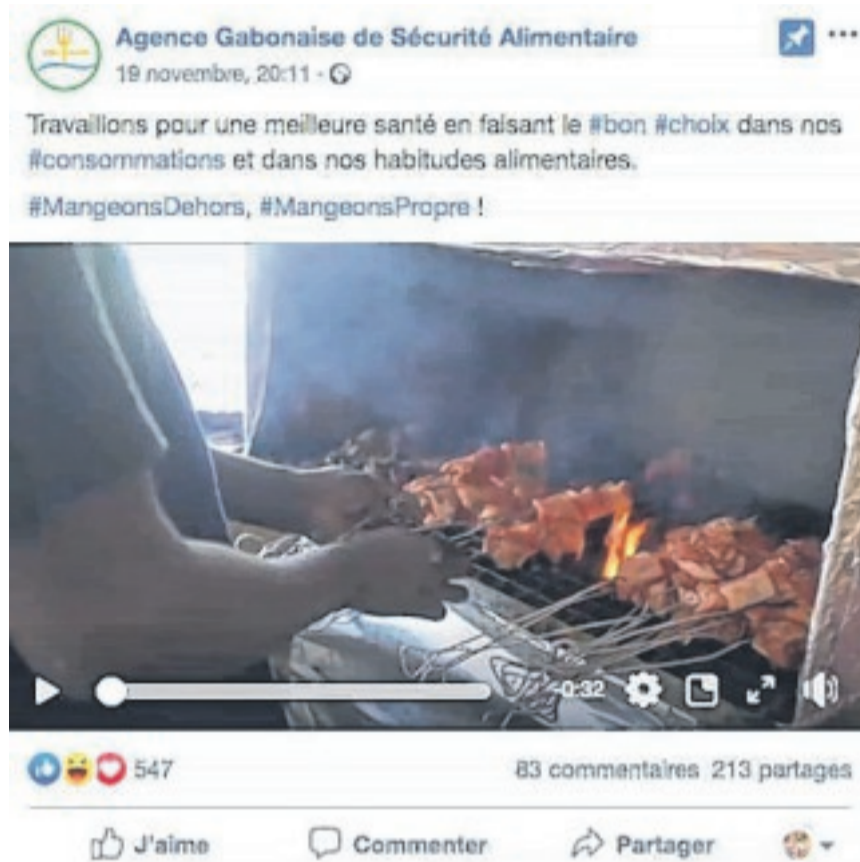 Agence Gabonaise de Sécurité Alimentaire
19 novembre, 20:11 ·
Travaillons pour une meilleure santé en faisant le #bon #choix dans nos
#consommations et dans nos habitudes alimentaires.
#MangeonsDehors, #MangeonsPropre !
-0:32
547
83 commentaires 213 partages
J'aime
Commenter
Partager